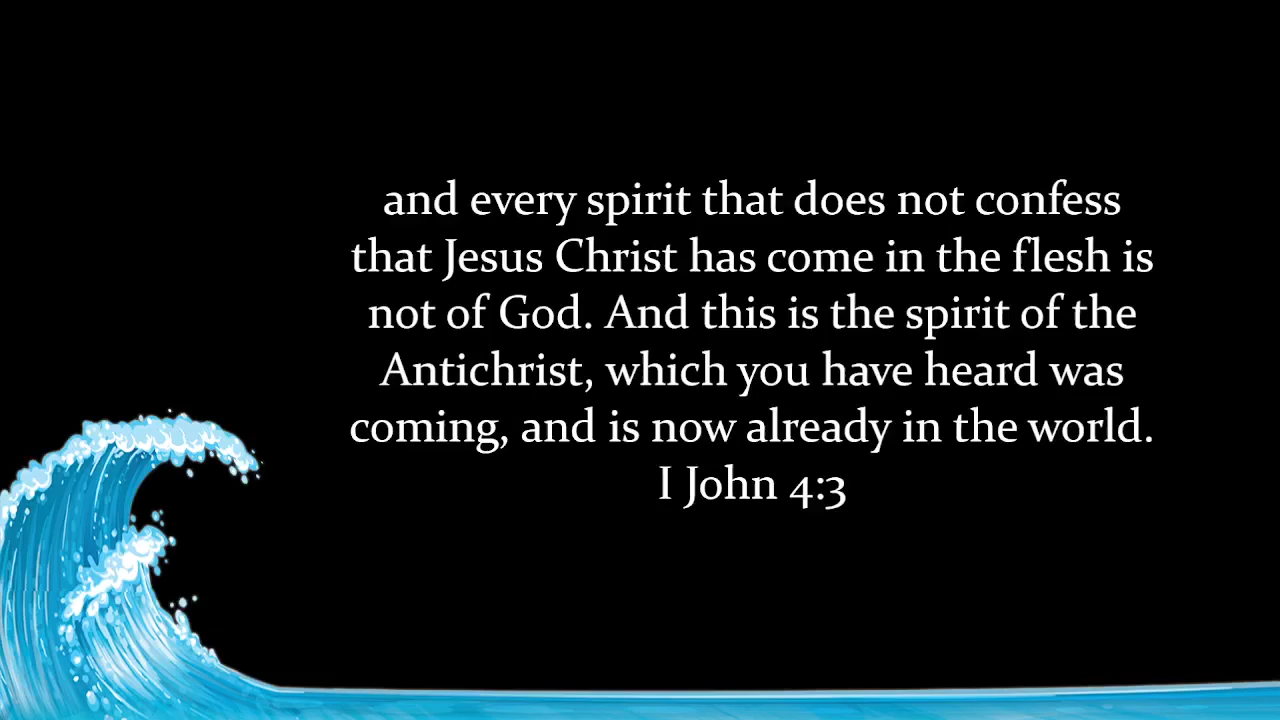 and every spirit that does not confess
that Jesus Christ has come in the flesh is
not of God. And this is the spirit of the
Antichrist, which you have heard was
coming, and is now already in the world.
I John 4:3